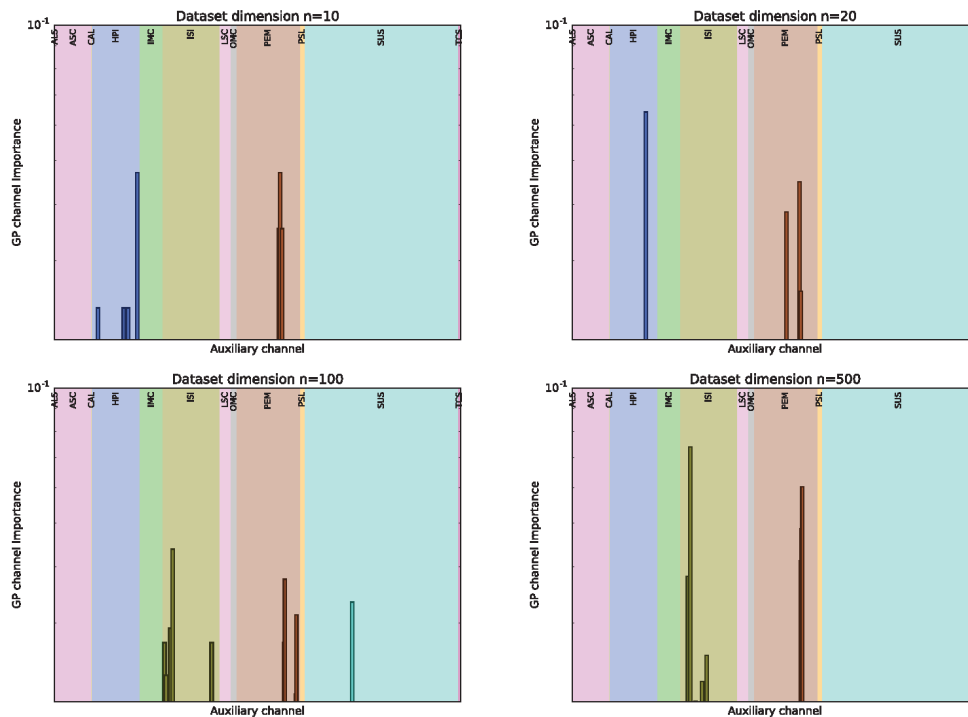 Dataset dimension n=10
10^-1
ALS ASC CAL HPI IMC ISI LSC OMC PEM PSL SUS TCS
GP channel Importance
Auxiliary channel
Dataset dimension n=20
10^-1
ALS ASC CAL HPI IMC ISI LSC OMC PEM PSL SUS
GP channel Importance
Auxiliary channel
Dataset dimension n=100
10^-1
ALS ASC CAL HPI IMC ISI LSC OMC PEM PSL SUS TCS
GP channel Importance
Auxiliary channel
Dataset dimension n=500
10^-1
ALS ASC CAL HPI IMC ISI LSC OMC PEM PSL SUS
GP channel Importance
Auxiliary channel